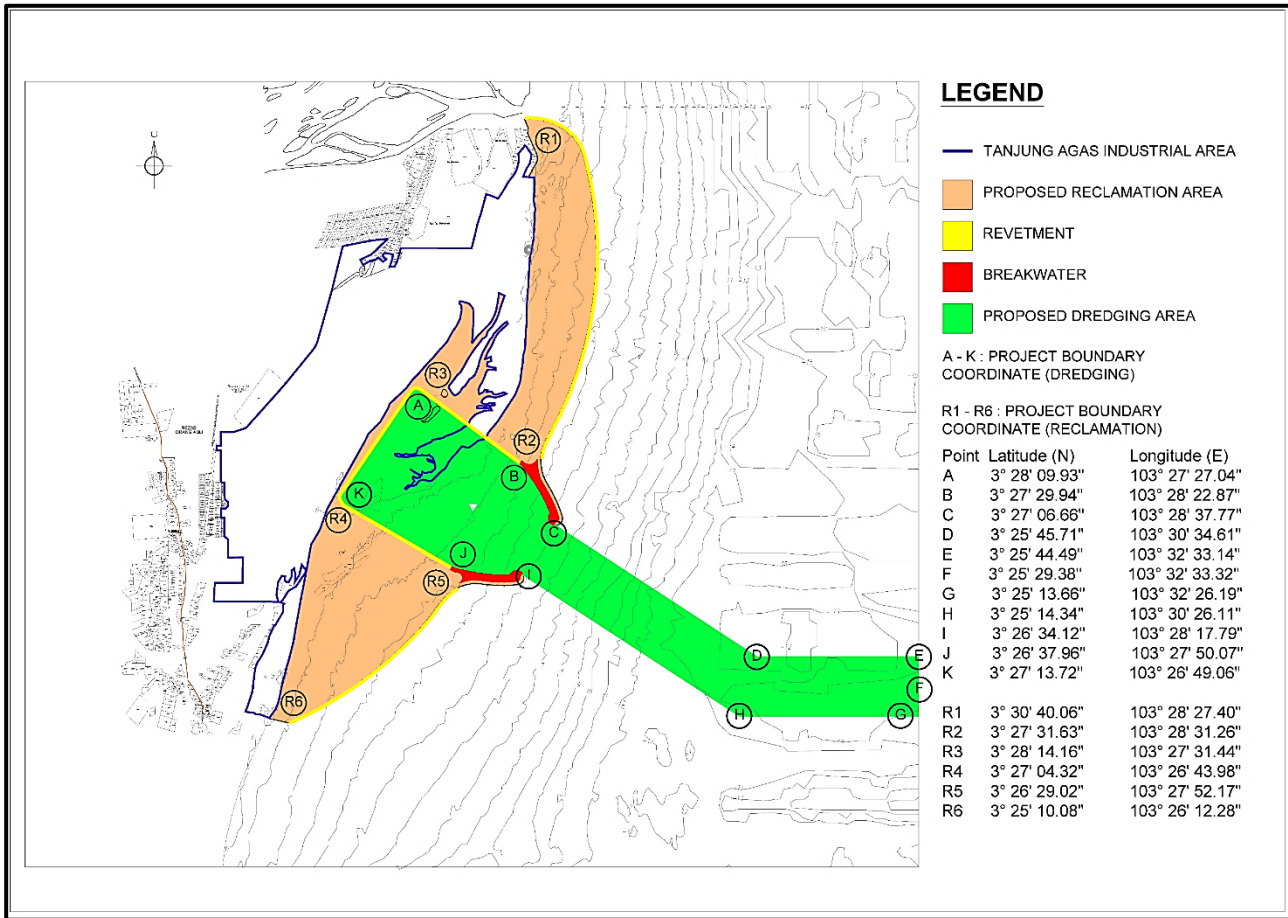 LEGEND
TANJUNG AGAS INDUSTRIAL AREA
PROPOSED RECLAMATION AREA
REVETMENT
BREAKWATER
PROPOSED DREDGING AREA
A - K : PROJECT BOUNDARY
COORDINATE (DREDGING)
R1 - R6 : PROJECT BOUNDARY
COORDINATE (RECLAMATION)
Point Latitude (N) Longitude (E)
A 3° 28' 09.93" 103° 27' 27.04"
B 3° 27' 29.94" 103° 28' 22.87"
C 3° 27' 06.66" 103° 28' 37.77"
D 3° 25' 45.71" 103° 30' 34.61"
E 3° 25' 44.49" 103° 32' 33.14"
F 3° 25' 29.38" 103° 32' 33.32"
G 3° 25' 13.66" 103° 32' 26.19"
H 3° 25' 14.34" 103° 30' 26.11"
I 3° 26' 34.12" 103° 28' 17.79"
J 3° 26' 37.96" 103° 27' 50.07"
K 3° 27' 13.72" 103° 26' 49.06"
R1 3° 30' 40.06" 103° 28' 27.40"
R2 3° 27' 31.63" 103° 28' 31.26"
R3 3° 28' 14.16" 103° 27' 31.44"
R4 3° 27' 04.32" 103° 26' 43.98"
R5 3° 26' 29.02" 103° 27' 52.17"
R6 3° 25' 10.08" 103° 26' 12.28"
R1
R3
A
R2
B
K
R4
C
J
R5
I
D
E
F
R6
H
G